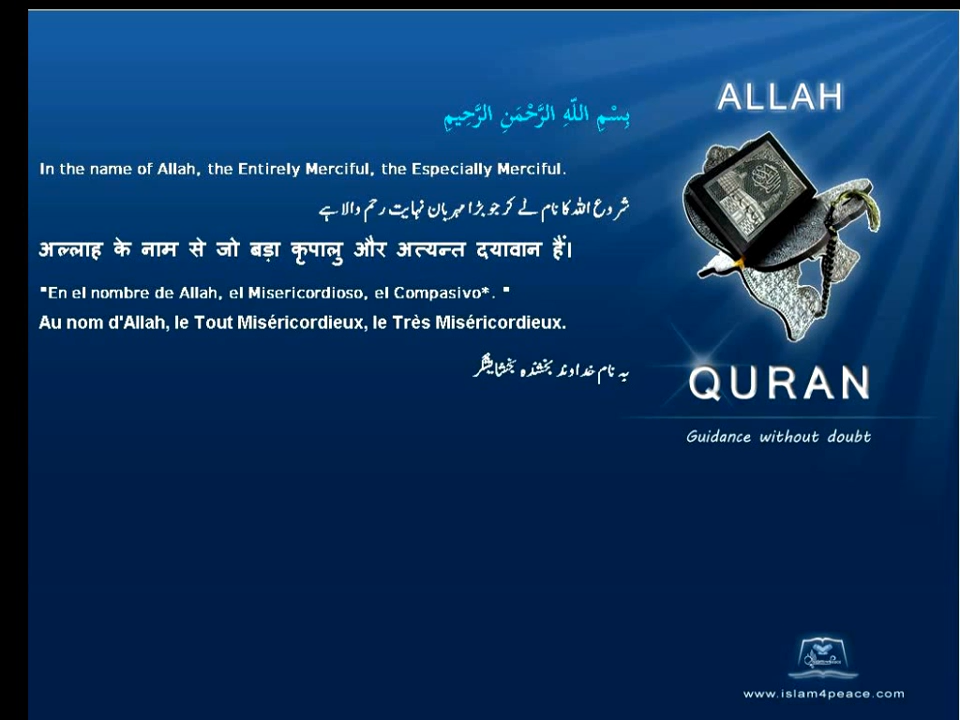 بِسْمِ اللّهِ الرَّحْمَنِ الرَّحِيمِ
In the name of Allah, the Entirely Merciful, the Especially Merciful.
شروع الله کا نام لے کر جو بڑا مہربان نہایت رحم والا ہے
अल्लाह के नाम से जो बड़ा कृपालु और अत्यन्त दयावान हैं।
"En el nombre de Allah, el Misericordioso, el Compasivo*. "
Au nom d'Allah, le Tout Miséricordieux, le Très Miséricordieux.
به نام خداوند بخشنده بخشایشگر
ALLAH
QURAN
Guidance without doubt
www.islam4peace.com